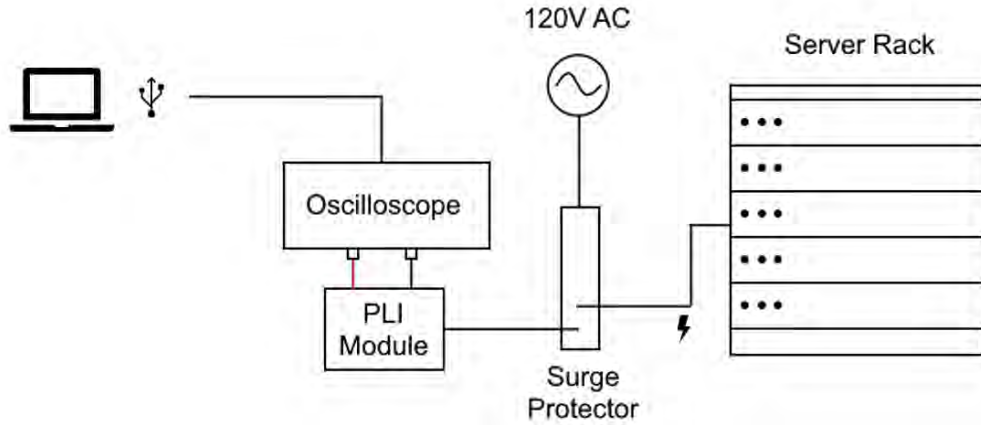 120V AC
Server Rack
Oscilloscope
PLI
Module
Surge
Protector